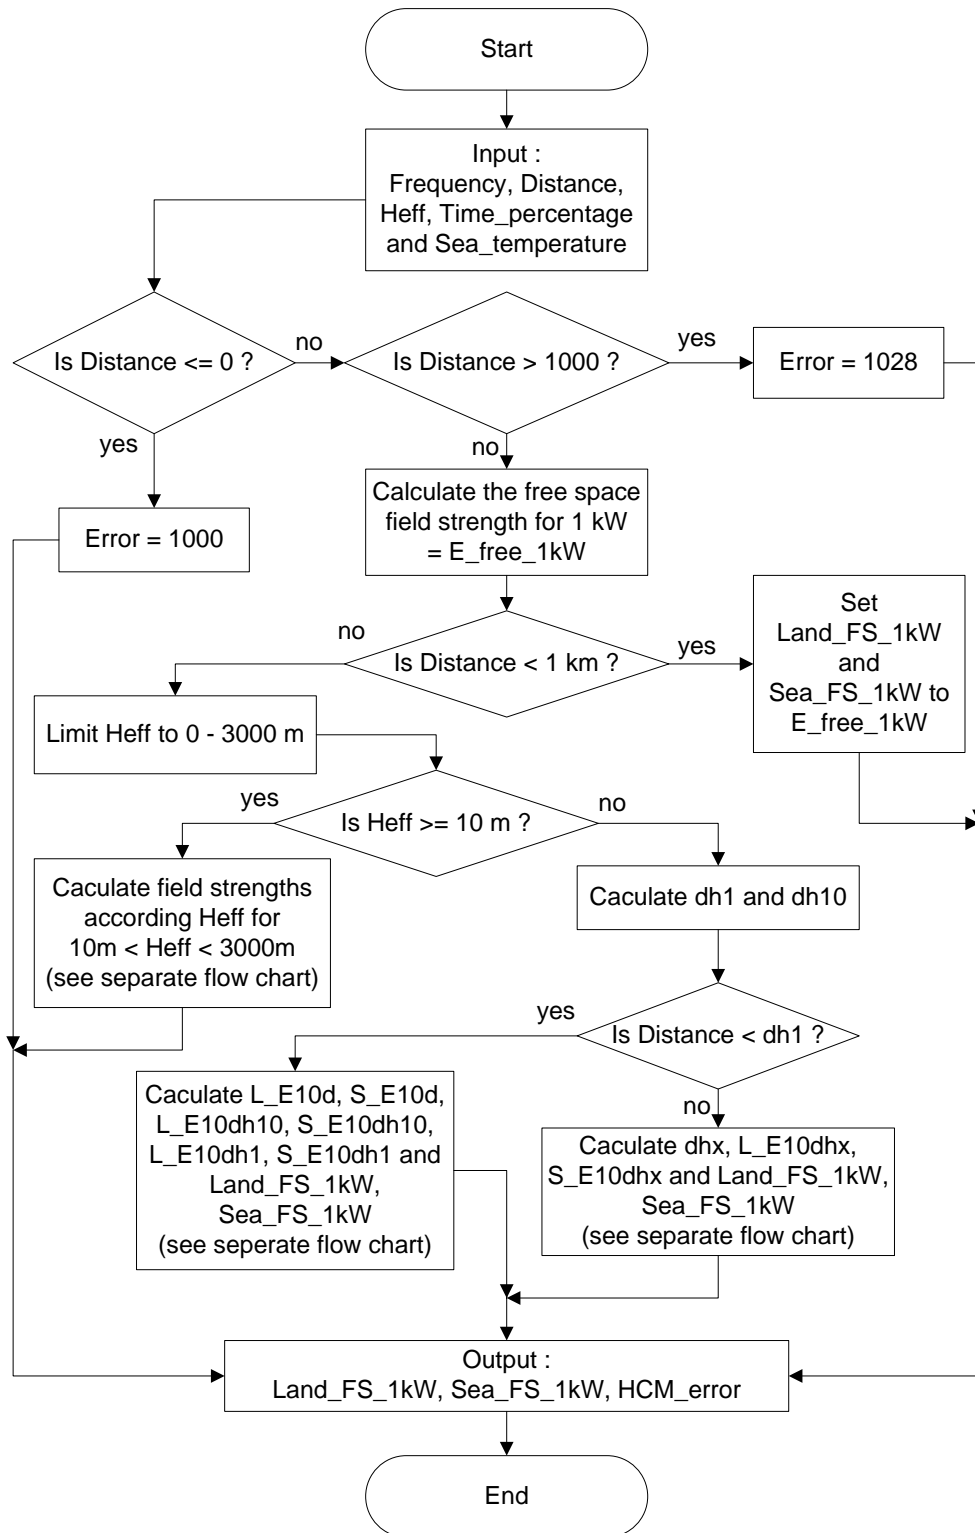 Start
Input :
Frequency, Distance,
Heff, Time_percentage
and Sea_temperature
Is Distance <= 0 ?
no
Is Distance > 1000 ?
yes
Error = 1028
yes
no
Error = 1000
Calculate the free space
field strength for 1 kW
= E_free_1kW
Set
Land_FS_1kW
and
Sea_FS_1kW to
E_free_1kW
no
Is Distance < 1 km ?
yes
Limit Heff to 0 - 3000 m
yes
Is Heff >= 10 m ?
no
Caculate field strengths
according Heff for
10m < Heff < 3000m
(see separate flow chart)
Caculate dh1 and dh10
yes
Is Distance < dh1 ?
no
Caculate L_E10d, S_E10d,
L_E10dh10, S_E10dh10,
L_E10dh1, S_E10dh1 and
Land_FS_1kW,
Sea_FS_1kW
(see seperate flow chart)
Caculate dhx, L_E10dhx,
S_E10dhx and Land_FS_1kW,
Sea_FS_1kW
(see separate flow chart)
Output :
Land_FS_1kW, Sea_FS_1kW, HCM_error
End